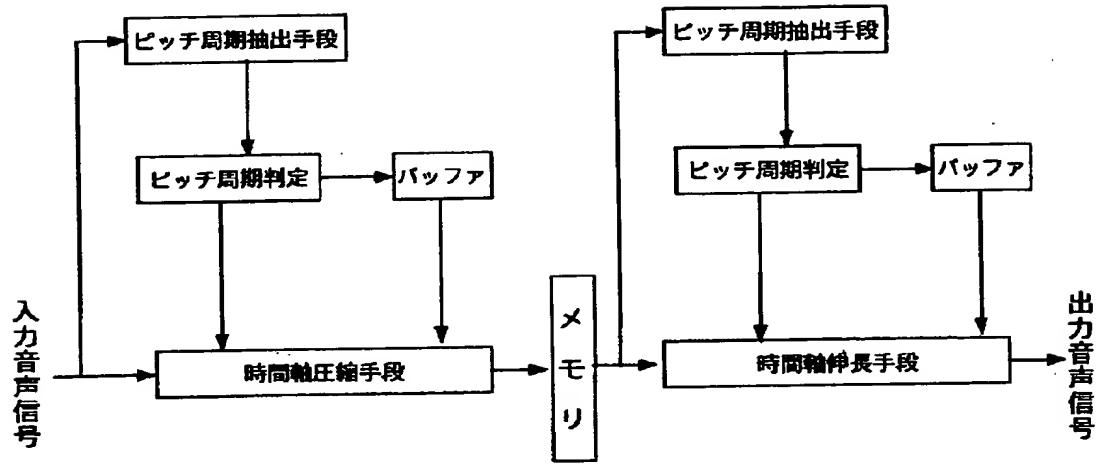 ピッチ周期抽出手段
ピッチ周期判定
バッファ
入力音声信号
時間軸圧縮手段
メモリ
ピッチ周期抽出手段
ピッチ周期判定
バッファ
時間軸伸長手段
出力音声信号